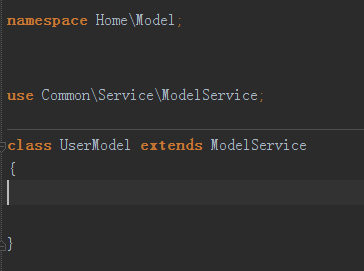 namespace Home\Model;
use Common\Service\ModelService;
class UserModel extends ModelService
{
}